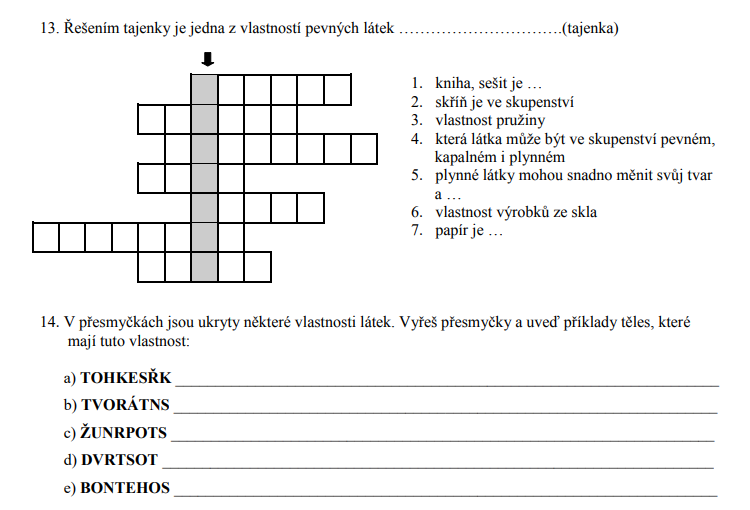 13. Řešením tajenky je jedna z vlastností pevných látek ………………………….(tajenka)
1. kniha, sešit je …
2. skříň je ve skupenství
3. vlastnost pružiny
4. která látka může být ve skupenství pevném,
kapalném i plynném
5. plynné látky mohou snadno měnit svůj tvar
a …
6. vlastnost výrobků ze skla
7. papír je …
14. V přesmyčkách jsou ukryty některé vlastnosti látek. Vyřeš přesmyčky a uveď příklady těles, které
mají tuto vlastnost:
a) TOHKESŘK
b) TVORÁTNS
c) ŽUNRPOTS
d) DVRTSOT
e) BONTEHOS